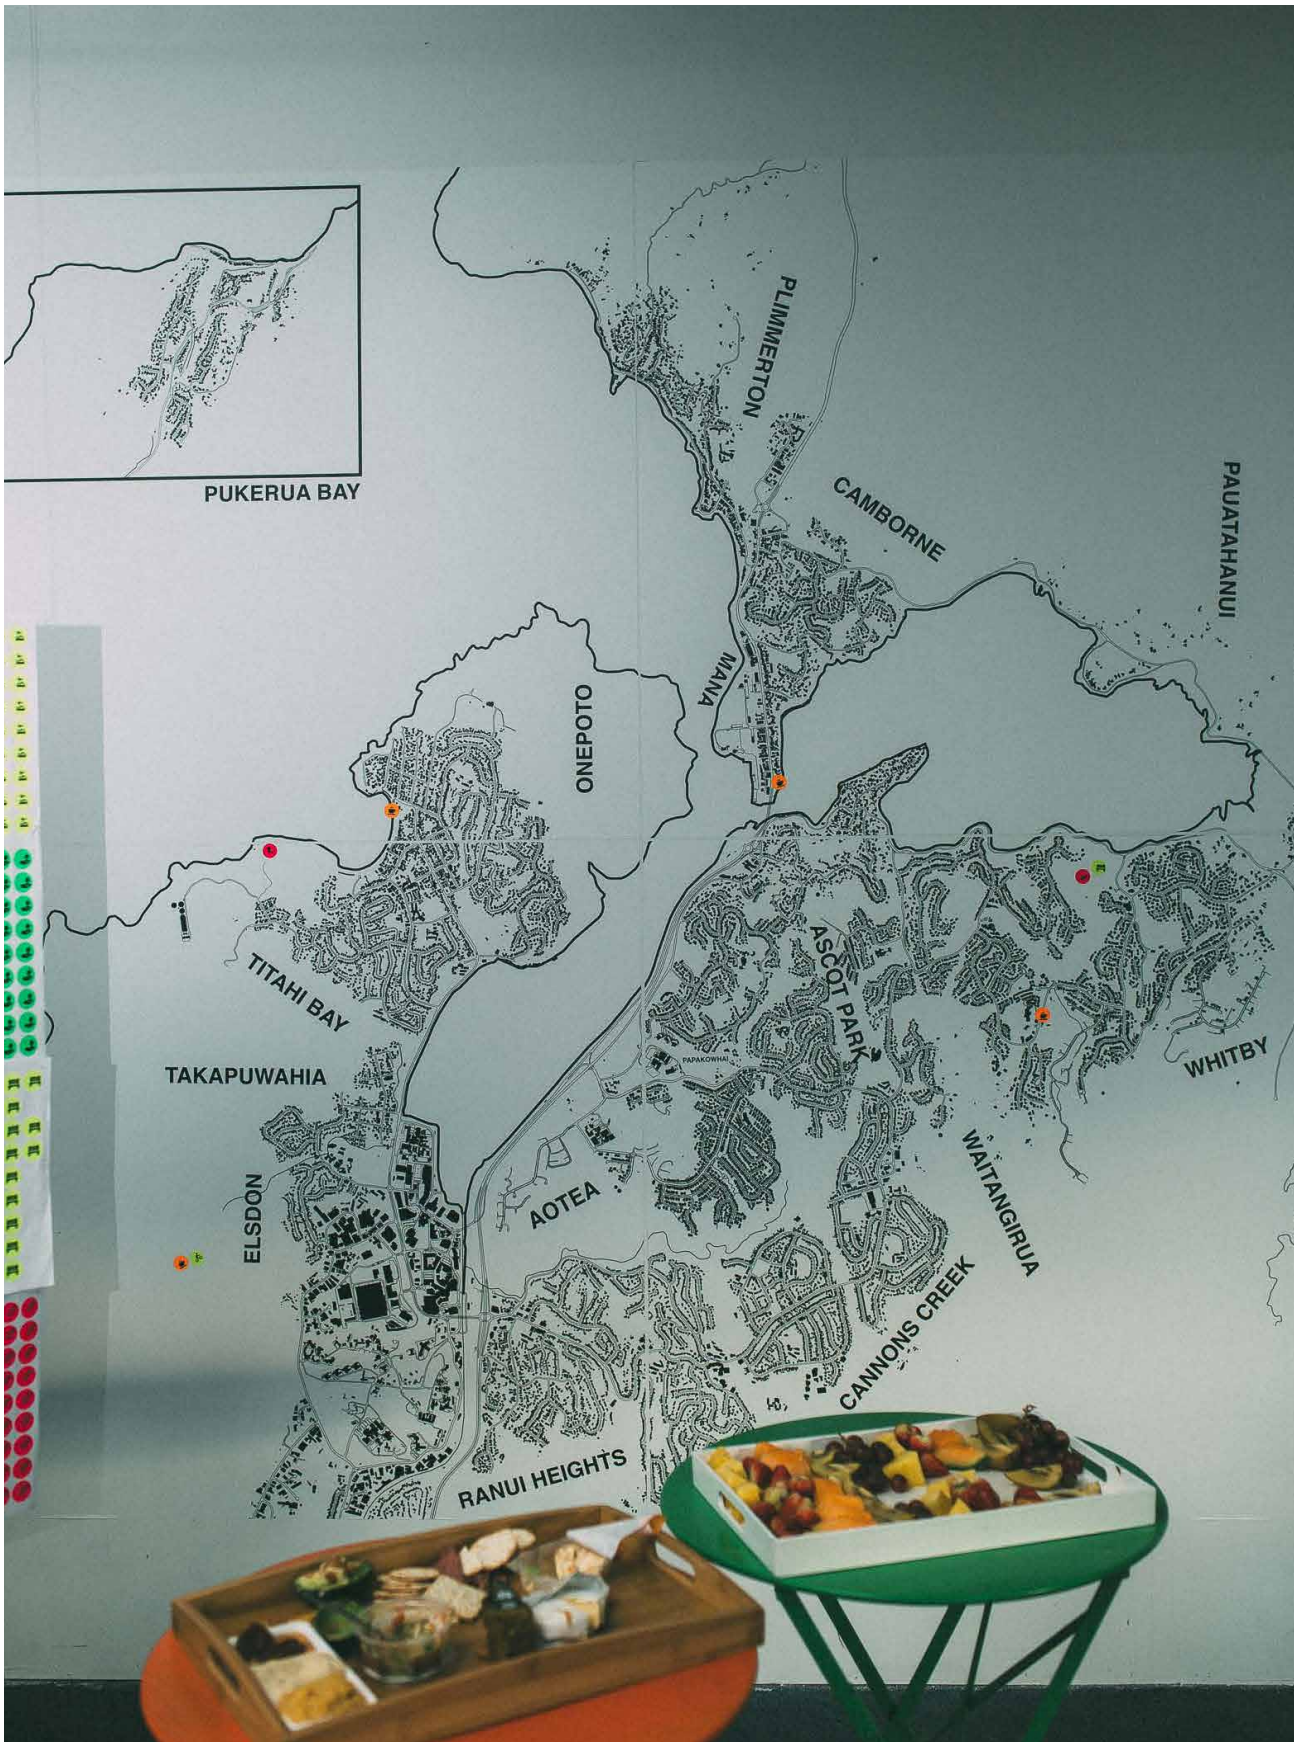 PLIMMERTON
PUKERUA BAY
CAMBORNE
PAUATAHANUI
MANA
ONEPOTO
ASCOT PARK
TITAHI BAY
PAPAKOWHAI
WHITBY
TAKAPUWAHIA
WAITANGIRUA
ELSDON
AOTEA
CANNONS CREEK
RANUI HEIGHTS